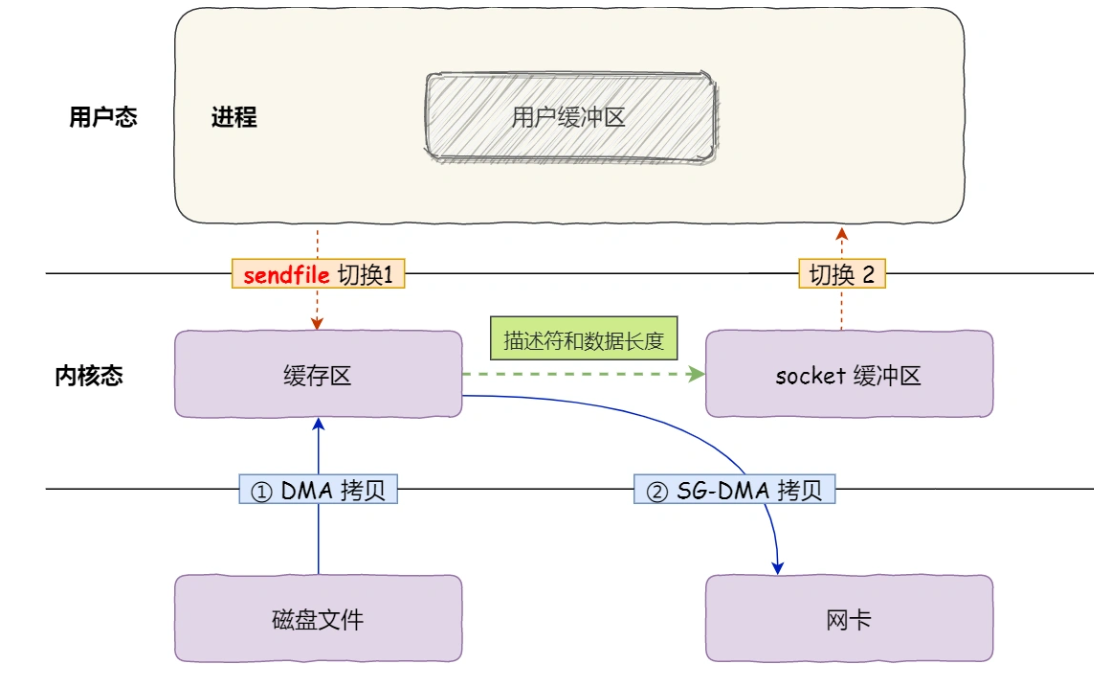 用户态
进程
用户缓冲区
sendfile 切换1
切换 2
描述符和数据长度
内核态
缓存区
socket 缓冲区
① DMA 拷贝
② SG-DMA 拷贝
磁盘文件
网卡